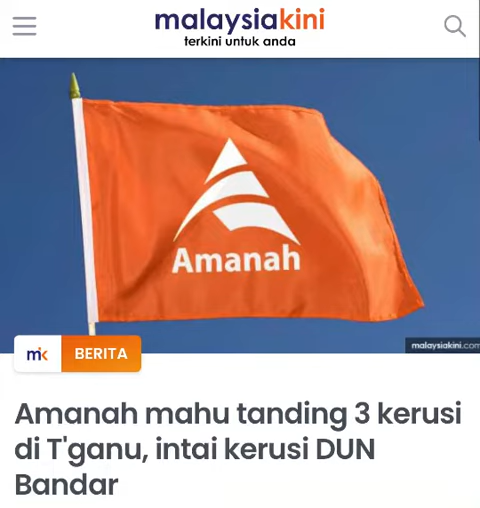 malaysiakini
terkini untuk anda
Amanah
malaysiakini.com
mk BERITA
Amanah mahu tanding 3 kerusi
di T'ganu, intai kerusi DUN
Bandar